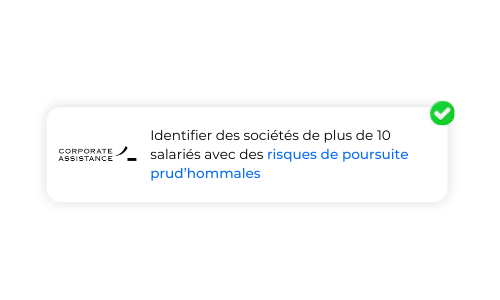 CORPORATE
ASSISTANCE
Identifier des sociétés de plus de 10
salariés avec des risques de poursuite
prud'hommales